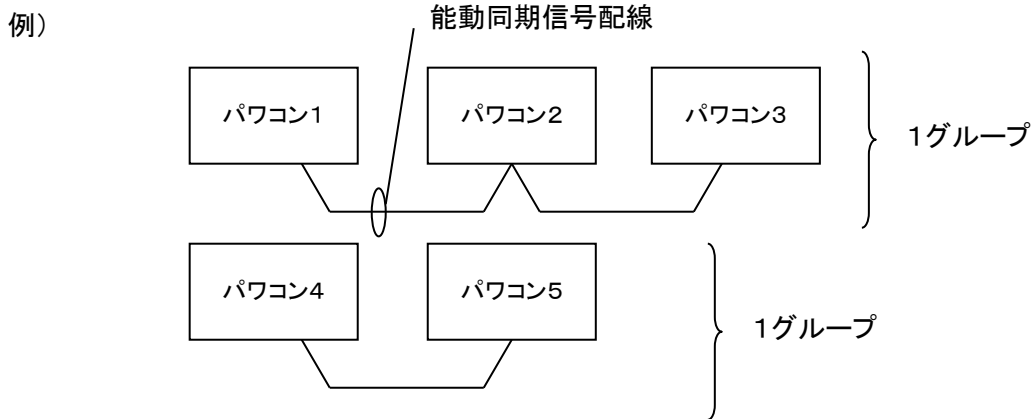 例）
能動同期信号配線
パワコン１
パワコン２
パワコン３
１グループ
パワコン４
パワコン５
１グループ